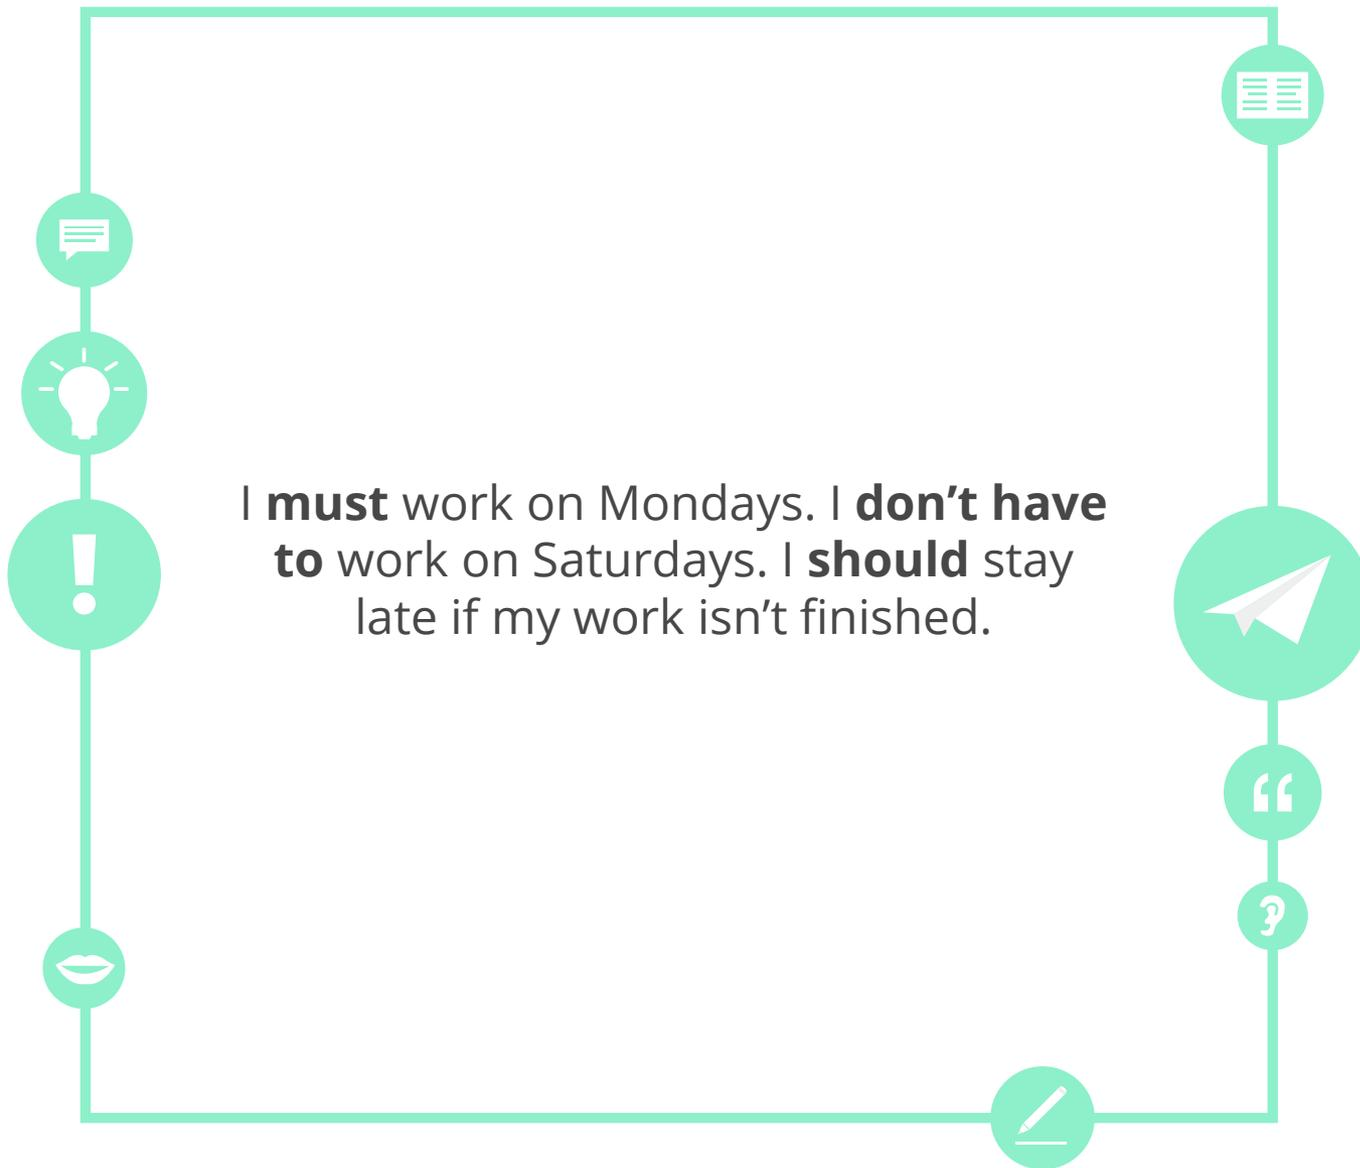 I must work on Mondays. I don’t have
to work on Saturdays. I should stay
late if my work isn’t finished.